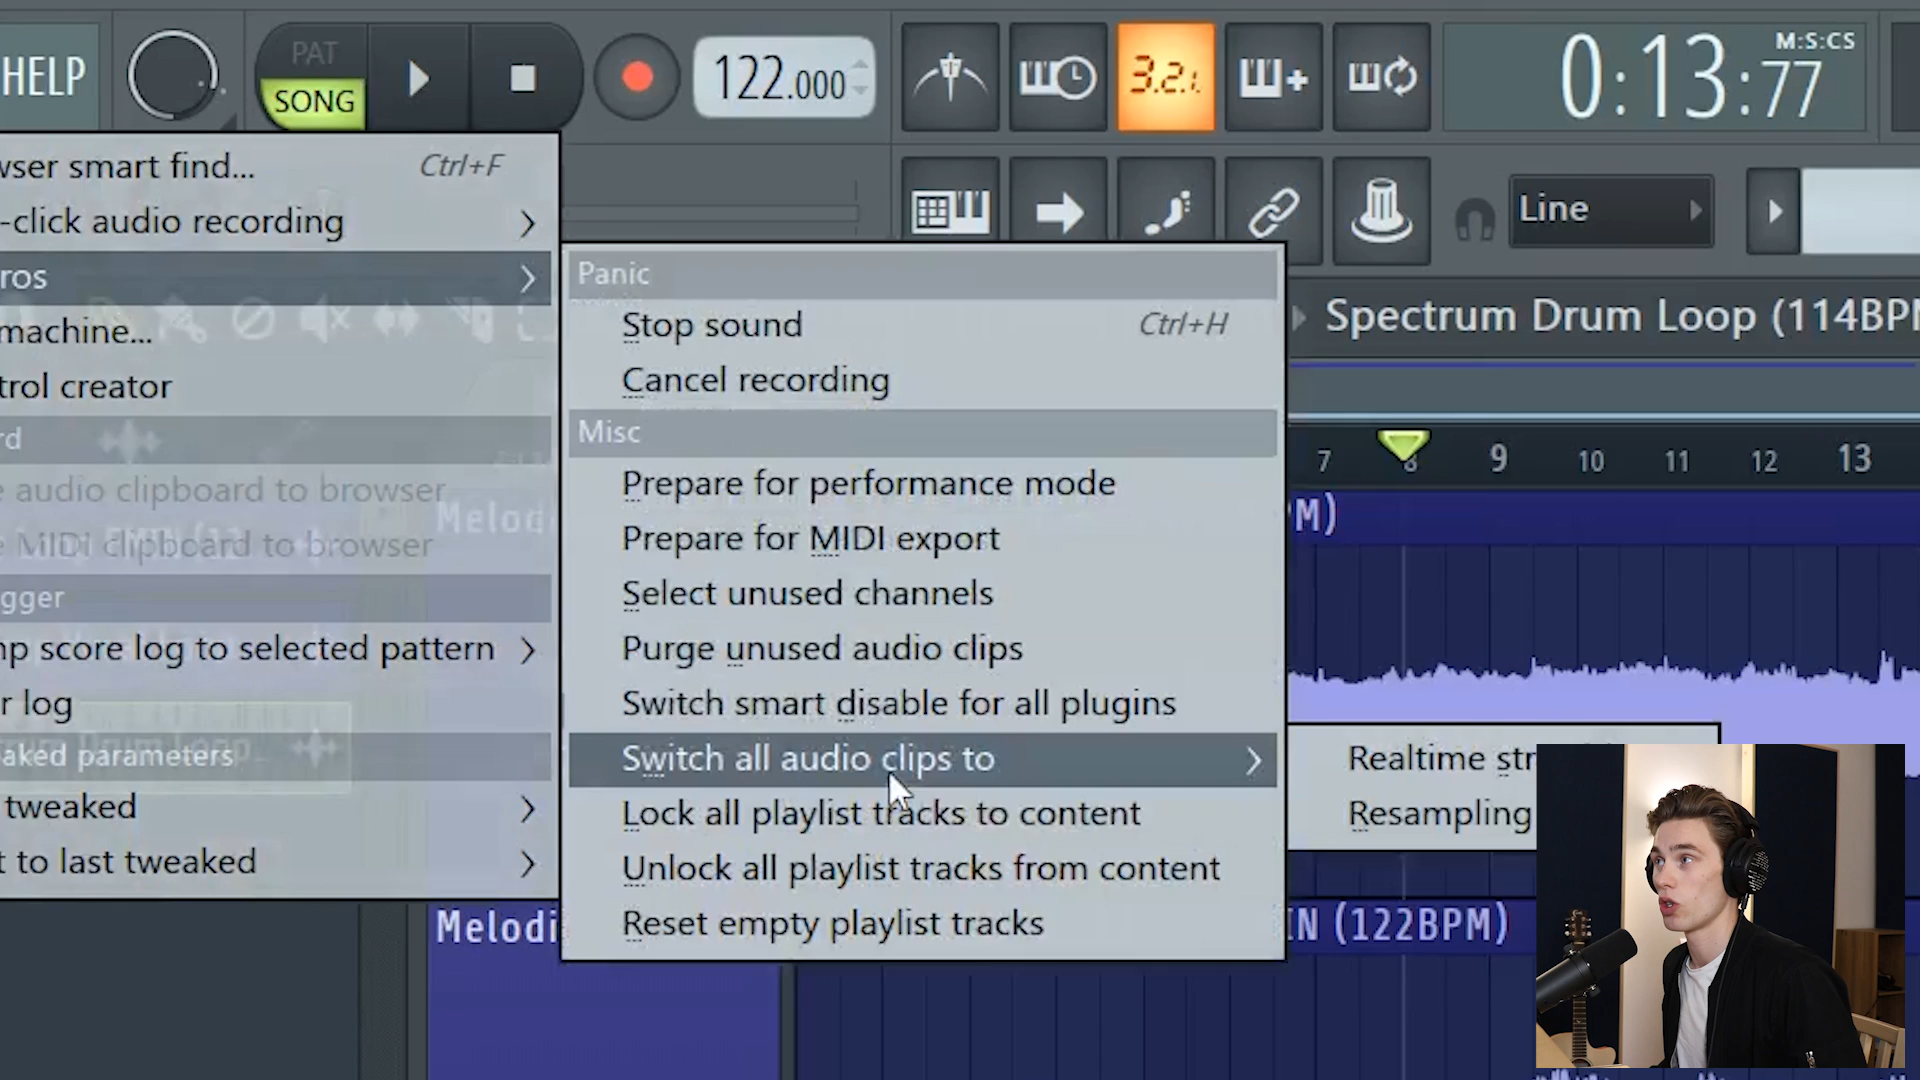 HELP
PAT
SONG
122.000
3.2.1.
M:S:CS
0:13:77
wser smart find...
Ctrl+F
-click audio recording
ros
machine...
trol creator
rd
e audio clipboard to browser
e MIDI clipboard to browser
gger
mp score log to selected pattern
r log
aked parameters
tweaked
t to last tweaked
Panic
Stop sound
Ctrl+H
Cancel recording
Misc
Prepare for performance mode
Prepare for MIDI export
Select unused channels
Purge unused audio clips
Switch smart disable for all plugins
Switch all audio clips to
Lock all playlist tracks to content
Unlock all playlist tracks from content
Reset empty playlist tracks
Realtime str
Resampling
Line
Spectrum Drum Loop (114BPM
7 8 9 10 11 12 13
PM)
Melodi
IN (122BPM)